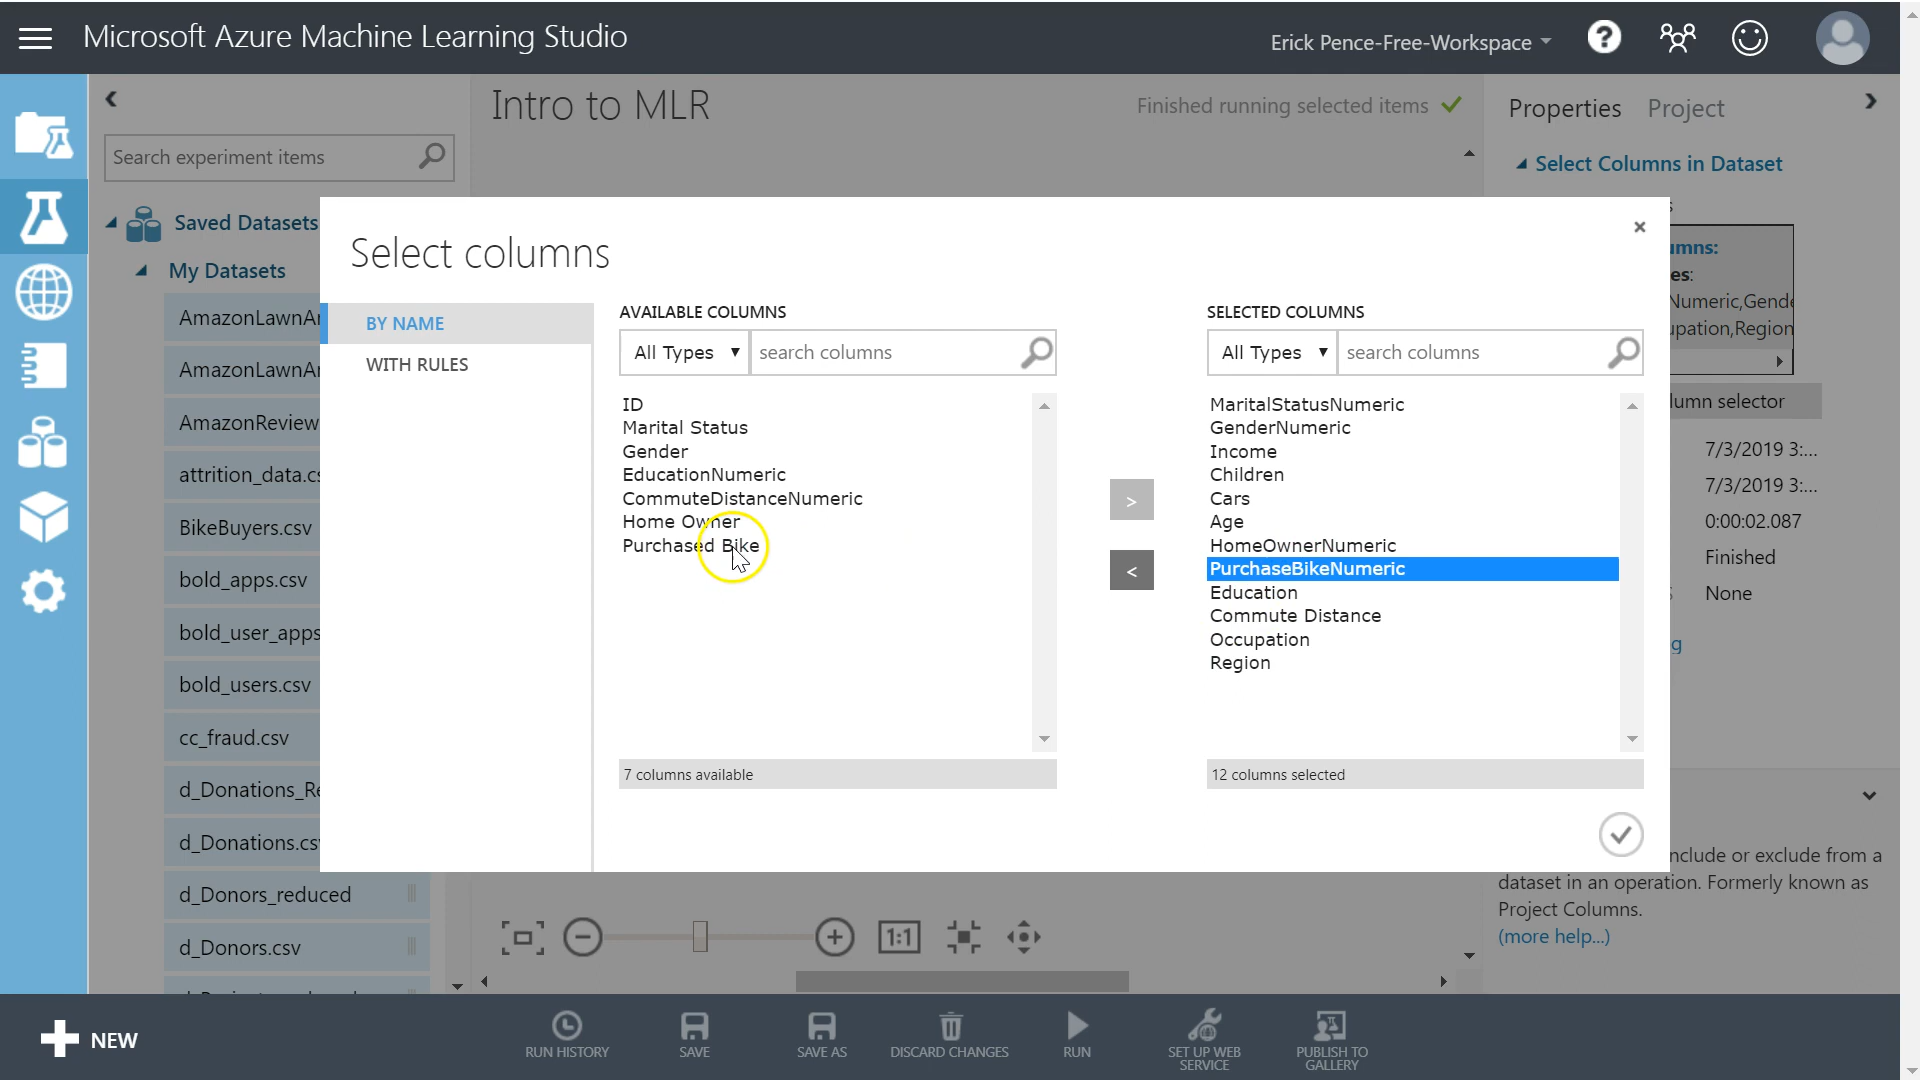 Microsoft Azure Machine Learning Studio
Erick Pence-Free-Workspace
Intro to MLR
Finished running selected items
Properties Project
Search experiment items
Select Columns in Dataset
Saved Datasets
My Datasets
AmazonLawnAr
AmazonLawnAr
AmazonReview
attrition_data.cs
BikeBuyers.csv
bold_apps.csv
bold_user_apps
bold_users.csv
cc_fraud.csv
d_Donations_Re
d_Donations.csv
d_Donors_reduced
d_Donors.csv
Select columns
BY NAME
WITH RULES
AVAILABLE COLUMNS
All Types
search columns
ID
Marital Status
Gender
EducationNumeric
CommuteDistanceNumeric
Home Owner
Purchased Bike
7 columns available
>
<
SELECTED COLUMNS
All Types
search columns
MaritalStatusNumeric
GenderNumeric
Income
Children
Cars
Age
HomeOwnerNumeric
PurchaseBikeNumeric
Education
Commute Distance
Occupation
Region
12 columns selected
umns:
es:
Numeric,Gende
upation,Region
lumn selector
7/3/2019 3:...
7/3/2019 3:...
0:00:02.087
Finished
None
g
nclude or exclude from a
dataset in an operation. Formerly known as
Project Columns.
(more help...)
1:1
NEW
RUN HISTORY
SAVE
SAVE AS
DISCARD CHANGES
RUN
SET UP WEB
SERVICE
PUBLISH TO
GALLERY